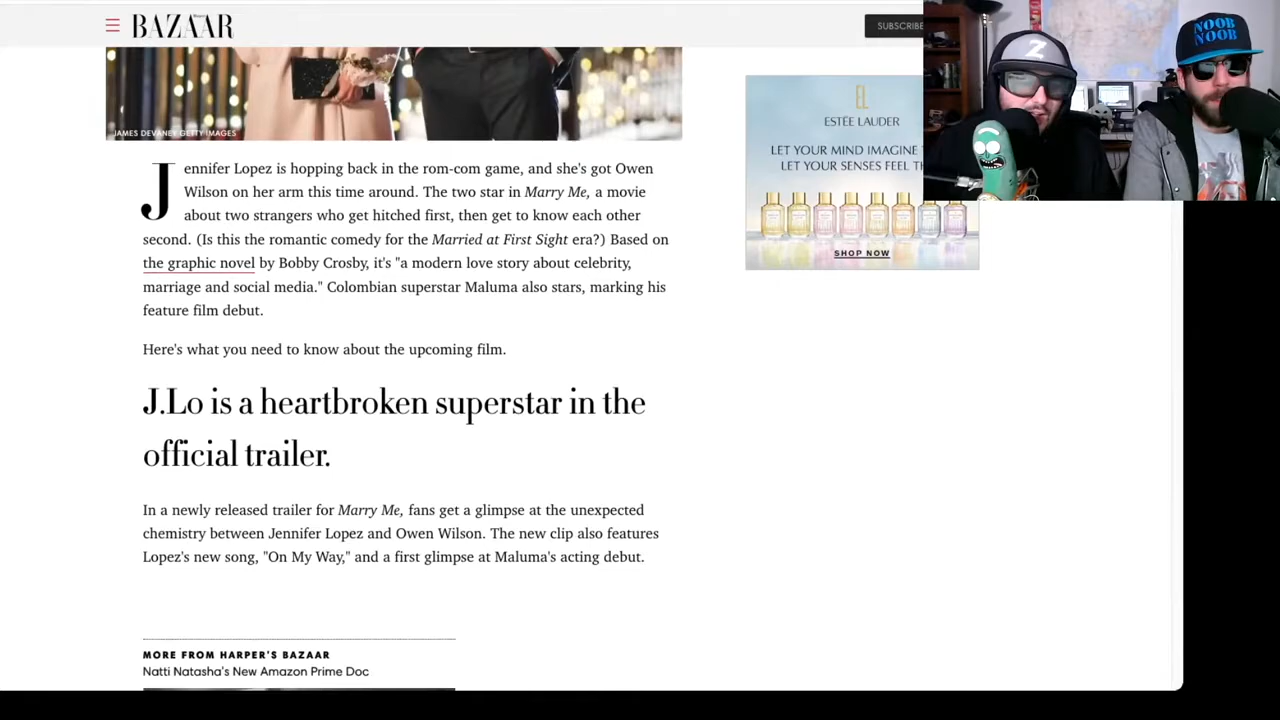 BAZAAR
SUBSCRIBE
NOOB
NOOB
Z
JAMES DEVANEY GETTY IMAGES
EL
ESTĒE LAUDER
LET YOUR MIND IMAGINE
LET YOUR SENSES FEEL
SHOP NOW
Jennifer Lopez is hopping back in the rom-com game, and she's got Owen
Wilson on her arm this time around. The two star in Marry Me, a movie
about two strangers who get hitched first, then get to know each other
second. (Is this the romantic comedy for the Married at First Sight era?) Based on
the graphic novel by Bobby Crosby, it's "a modern love story about celebrity,
marriage and social media." Colombian superstar Maluma also stars, marking his
feature film debut.
Here's what you need to know about the upcoming film.
J.Lo is a heartbroken superstar in the
official trailer.
In a newly released trailer for Marry Me, fans get a glimpse at the unexpected
chemistry between Jennifer Lopez and Owen Wilson. The new clip also features
Lopez's new song, "On My Way," and a first glimpse at Maluma's acting debut.
MORE FROM HARPER'S BAZAAR
Natti Natasha's New Amazon Prime Doc